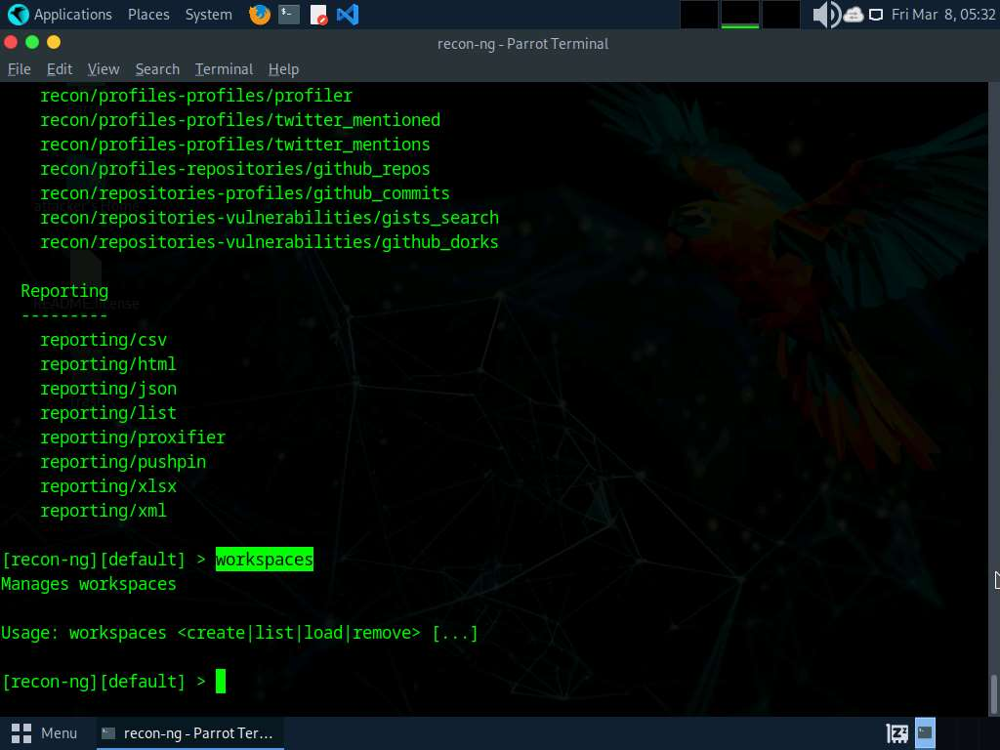 Applications Places System Fri Mar 8, 05:32
recon-ng - Parrot Terminal
File Edit View Search Terminal Help
recon/profiles-profiles/profiler
recon/profiles-profiles/twitter_mentioned
recon/profiles-profiles/twitter_mentions
recon/profiles-repositories/github_repos
recon/repositories-profiles/github_commits
recon/repositories-vulnerabilities/gists_search
recon/repositories-vulnerabilities/github_dorks
Reporting
README.license
---------
reporting/csv
reporting/html
reporting/json
reporting/list
reporting/proxifier
reporting/pushpin
reporting/xlsx
reporting/xml
[recon-ng][default] > workspaces
Manages workspaces
Usage: workspaces <create|list|load|remove> [...]
[recon-ng][default] >
Menu recon-ng - Parrot Ter...